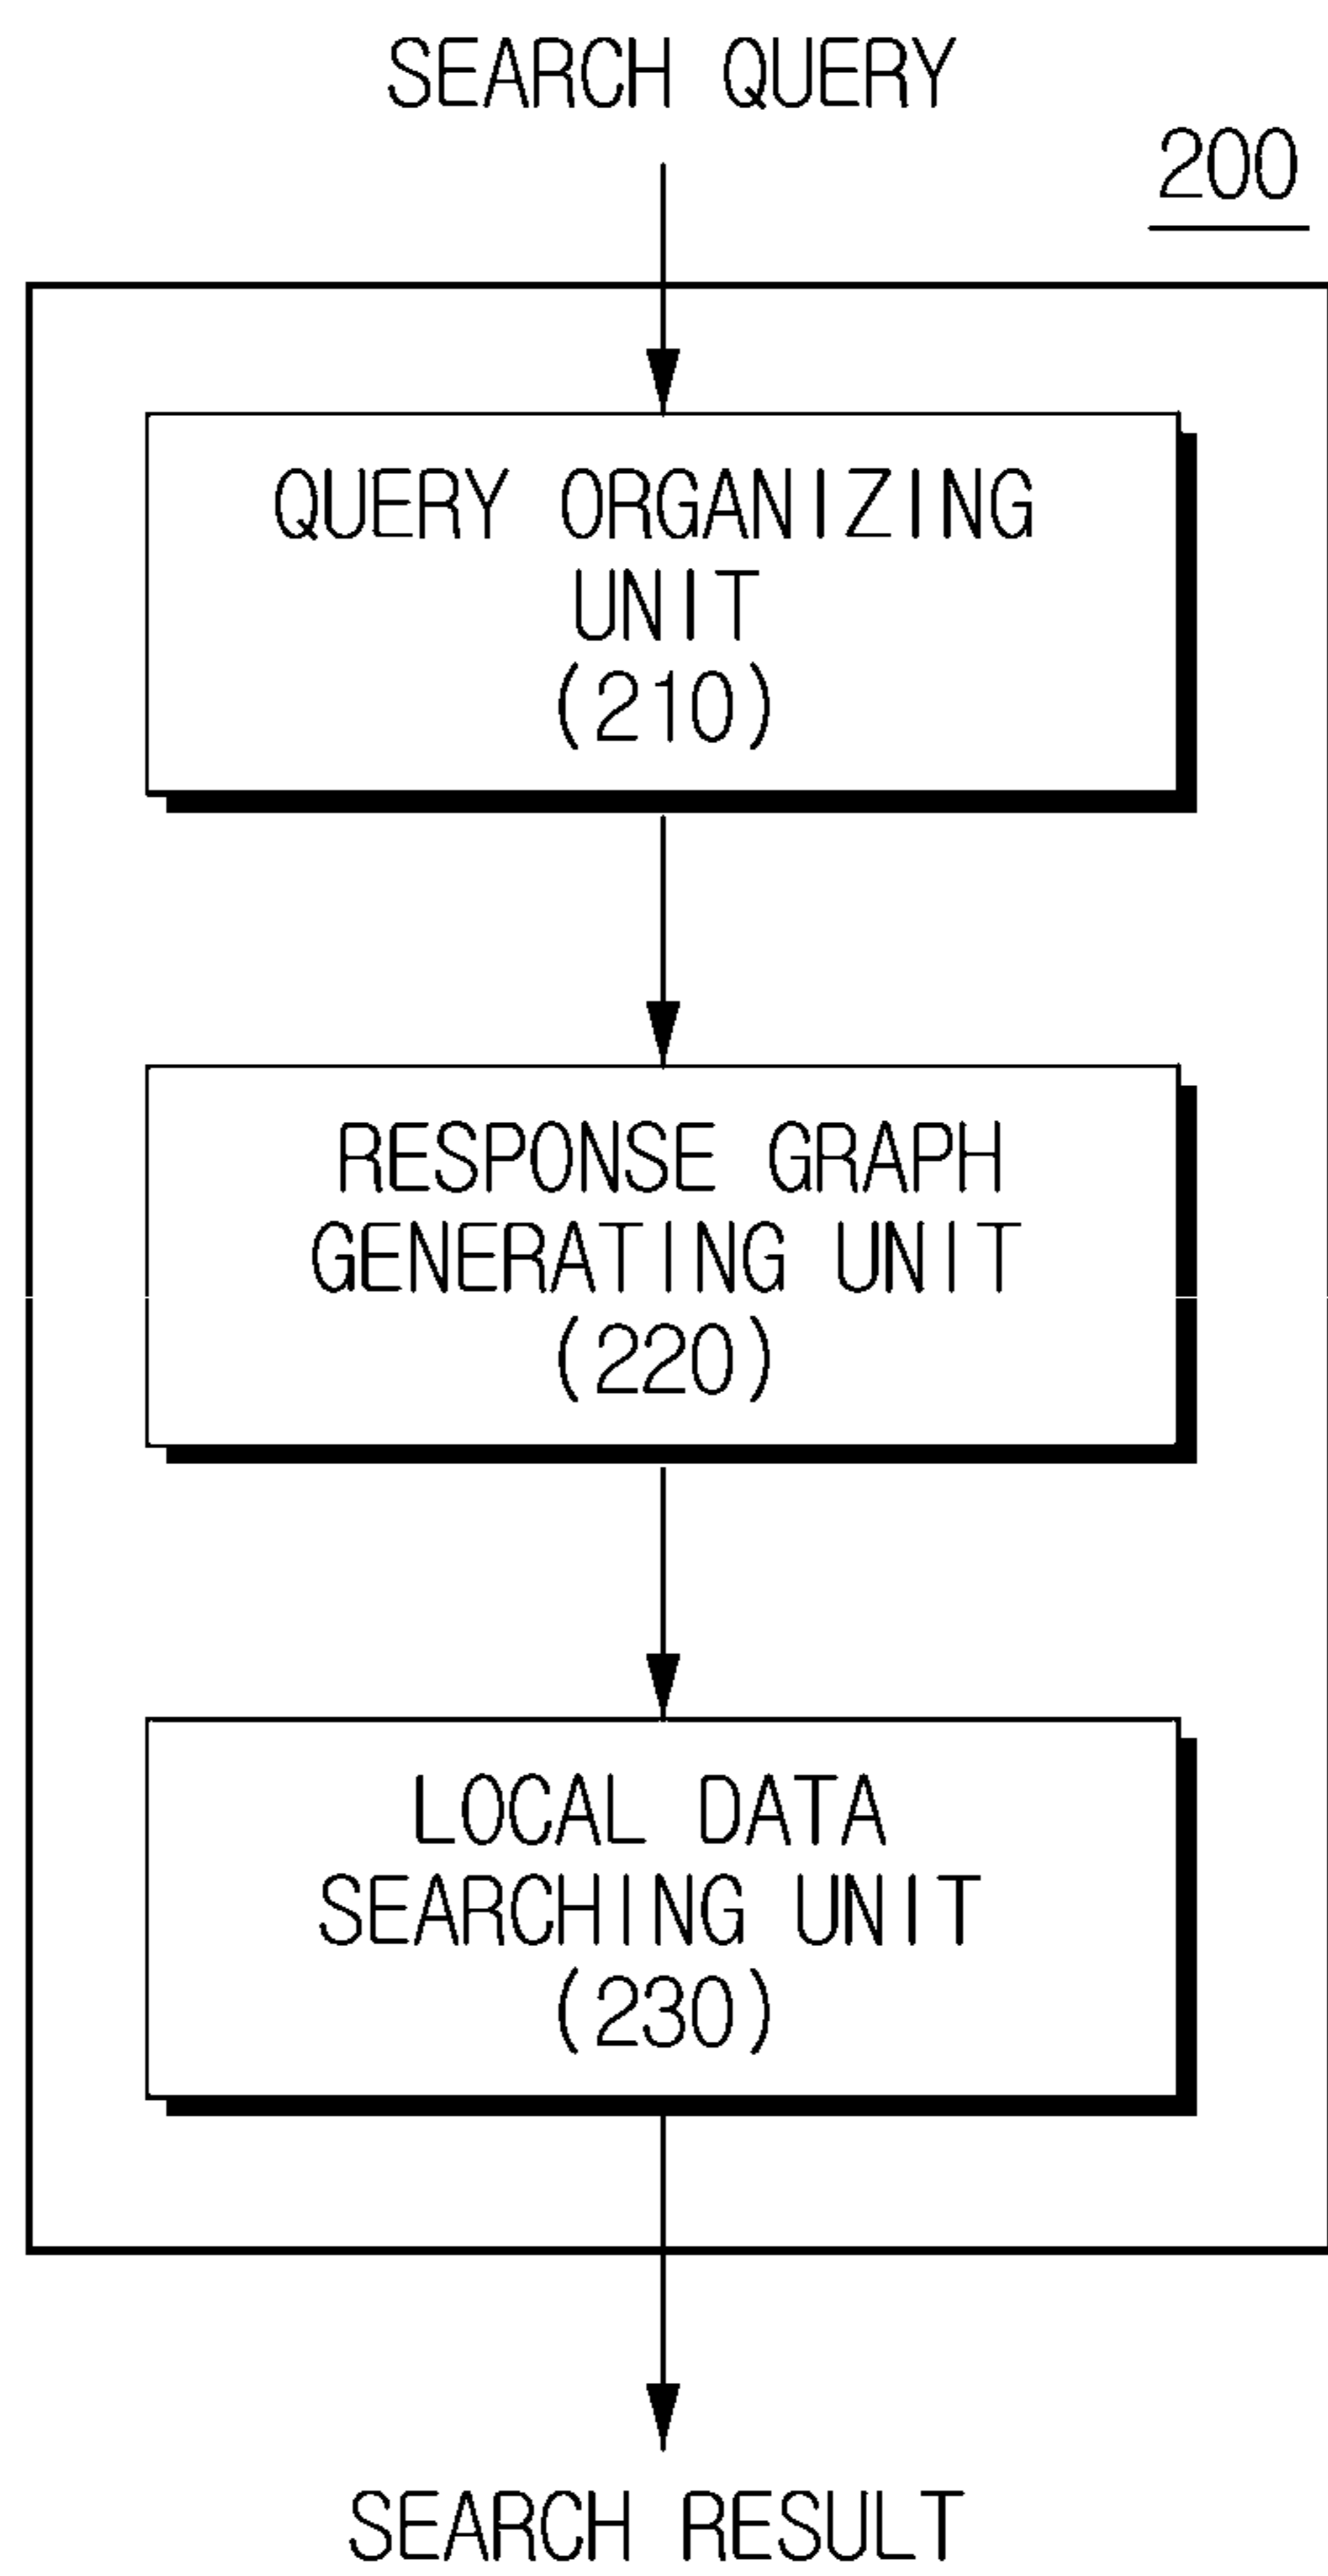 SEARCH QUERY
200
QUERY ORGANIZING
UNIT
(210)
RESPONSE GRAPH
GENERATING UNIT
(220)
LOCAL DATA
SEARCHING UNIT
(230)
SEARCH RESULT